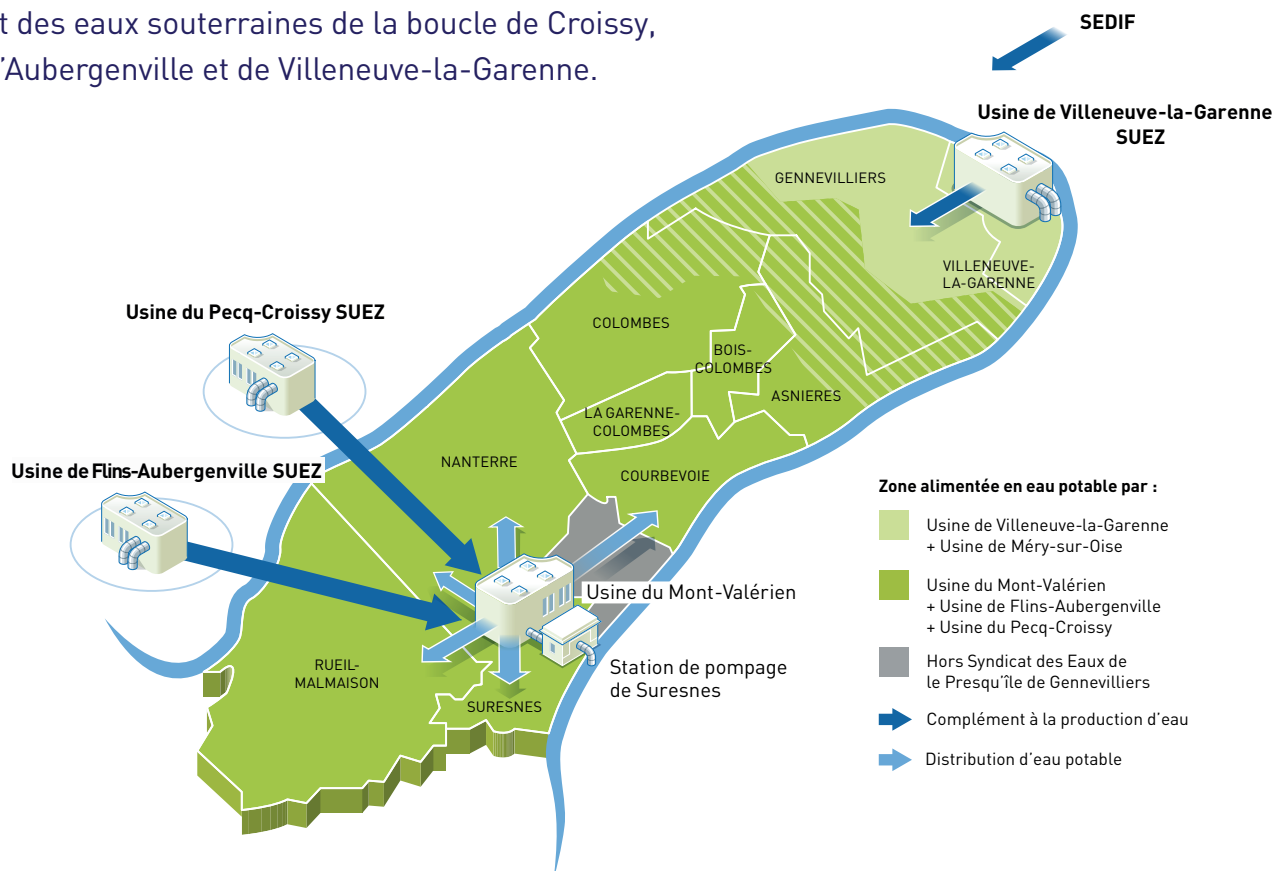 t des eaux souterraines de la boucle de Croissy,
'Aubergenville et de Villeneuve-la-Garenne.
SEDIF
Usine de Villeneuve-la-Garenne
SUEZ
GENNEVILLIERS
VILLENEUVE-
LA-GARENNE
Usine du Pecq-Croissy SUEZ
COLOMBES
BOIS-
COLOMBES
ASNIERES
LA GARENNE-
COLOMBES
NANTERRE
COURBEVOIE
Usine de Flins-Aubergenville SUEZ
Usine du Mont-Valérien
Station de pompage
de Suresnes
RUEIL-
MALMAISON
SURESNES
Zone alimentée en eau potable par :
Usine de Villeneuve-la-Garenne
+ Usine de Méry-sur-Oise
Usine du Mont-Valérien
+ Usine de Flins-Aubergenville
+ Usine du Pecq-Croissy
Hors Syndicat des Eaux de
le Presqu'île de Gennevilliers
Complément à la production d'eau
Distribution d'eau potable